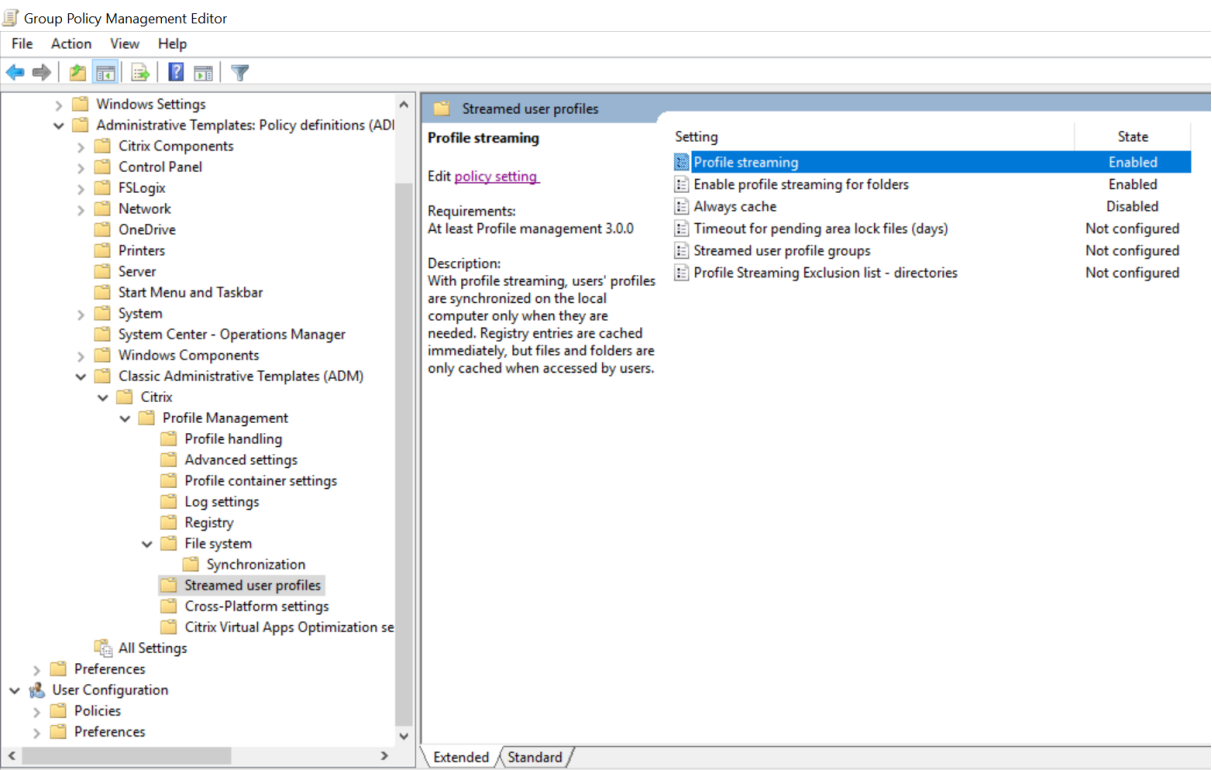 Group Policy Management Editor
File Action View Help
Windows Settings
Administrative Templates: Policy definitions (ADI
Citrix Components
Control Panel
FSLogix
Network
OneDrive
Printers
Server
Start Menu and Taskbar
System
System Center - Operations Manager
Windows Components
Classic Administrative Templates (ADM)
Citrix
Profile Management
Profile handling
Advanced settings
Profile container settings
Log settings
Registry
File system
Synchronization
Streamed user profiles
Cross-Platform settings
Citrix Virtual Apps Optimization se
All Settings
Preferences
User Configuration
Policies
Preferences
Streamed user profiles
Profile streaming
Edit policy setting
Requirements:
At least Profile management 3.0.0
Description:
With profile streaming, users' profiles
are synchronized on the local
computer only when they are
needed. Registry entries are cached
immediately, but files and folders are
only cached when accessed by users.
Setting State
Profile streaming Enabled
Enable profile streaming for folders Enabled
Always cache Disabled
Timeout for pending area lock files (days) Not configured
Streamed user profile groups Not configured
Profile Streaming Exclusion list - directories Not configured
Extended Standard